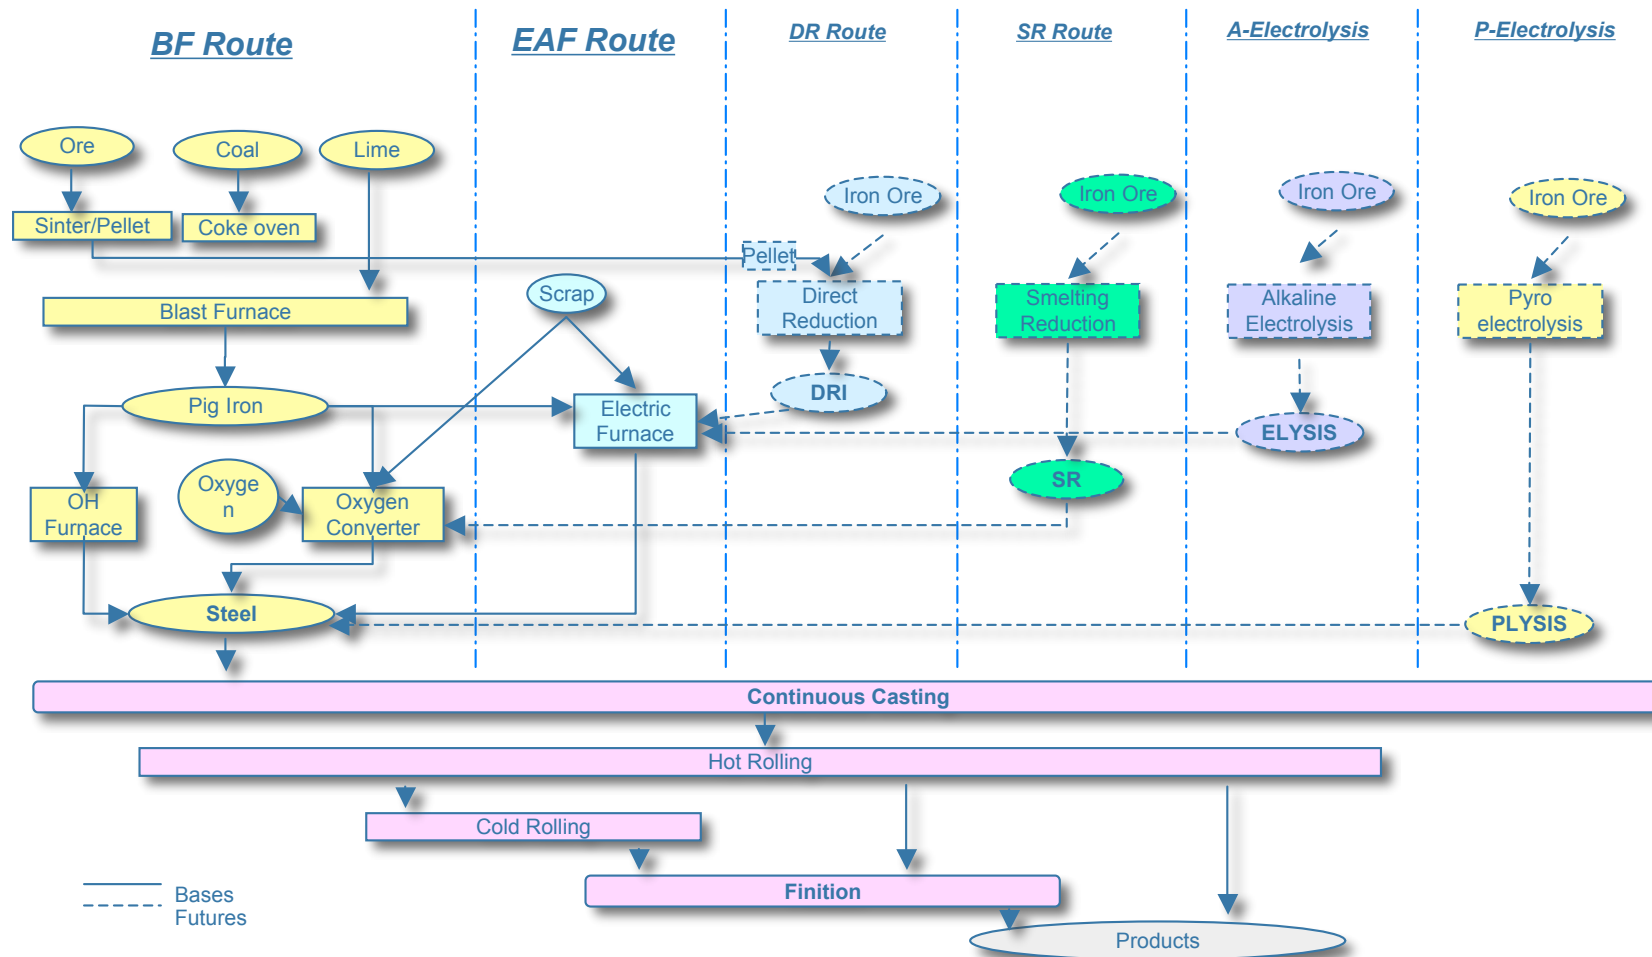 BF Route
EAF Route
DR Route
SR Route
A-Electrolysis
P-Electrolysis
Ore
Coal
Lime
Iron Ore
Iron Ore
Iron Ore
Iron Ore
Sinter/Pellet
Coke oven
Pellet
Scrap
Blast Furnace
Direct
Reduction
Smelting
Reduction
Alkaline
Electrolysis
Pyro
electrolysis
Pig Iron
Electric
Furnace
DRI
ELYSIS
SR
OH
Furnace
Oxyge
n
Oxygen
Converter
Steel
PLYSIS
Continuous Casting
Hot Rolling
Cold Rolling
Finition
Bases
Futures
Products